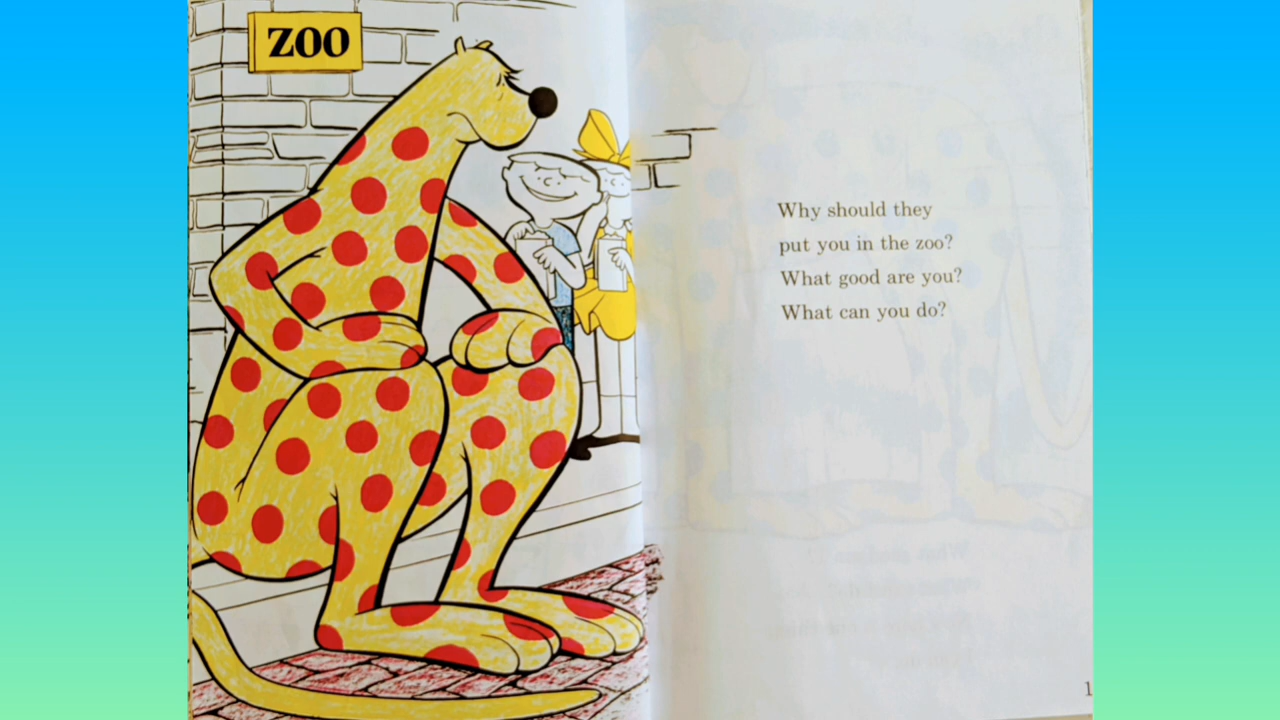 ZOO
Why should they
put you in the zoo?
What good are you?
What can you do?
1